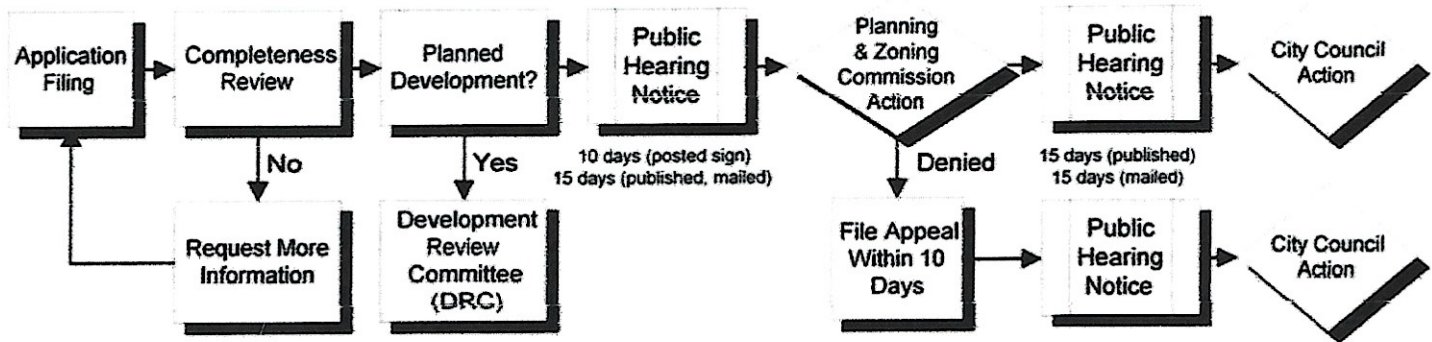 Application
Filing
Completeness
Review
Planned
Development?
Public
Hearing
Notice
Planning
& Zoning
Commission
Action
Public
Hearing
Notice
City Council
Action
No
Yes
10 days (posted sign)
15 days (published, mailed)
Denied
15 days (published)
15 days (mailed)
Request More
Information
Development
Review
Committee
(DRC)
File Appeal
Within 10
Days
Public
Hearing
Notice
City Council
Action